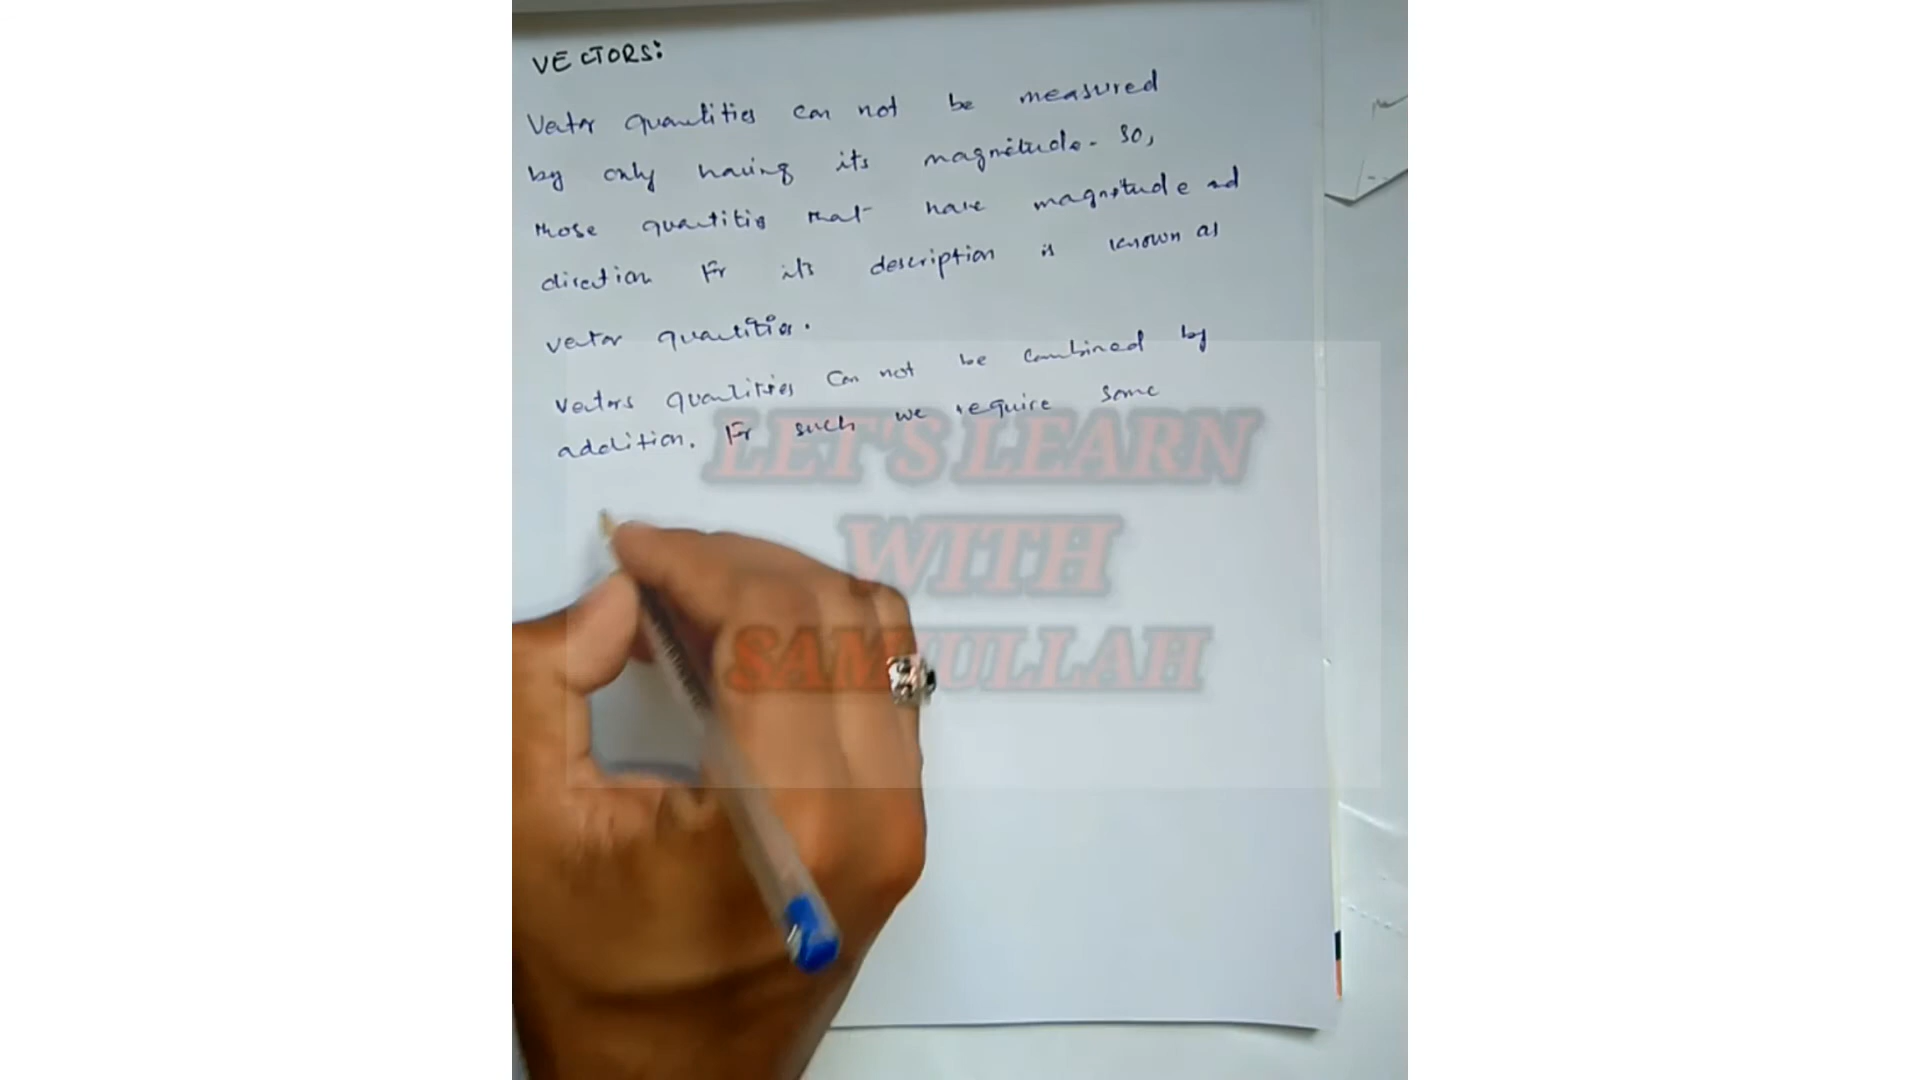 VECTORS:
Vector quantities can not be measured
by only having its magnitude. So,
those quantities that have magnitude and
direction for its description is known as
vector quantities.
vectors quantities can not be combined by
addition. For such we require some
LET'S LEARN
WITH
SAMIULLAH